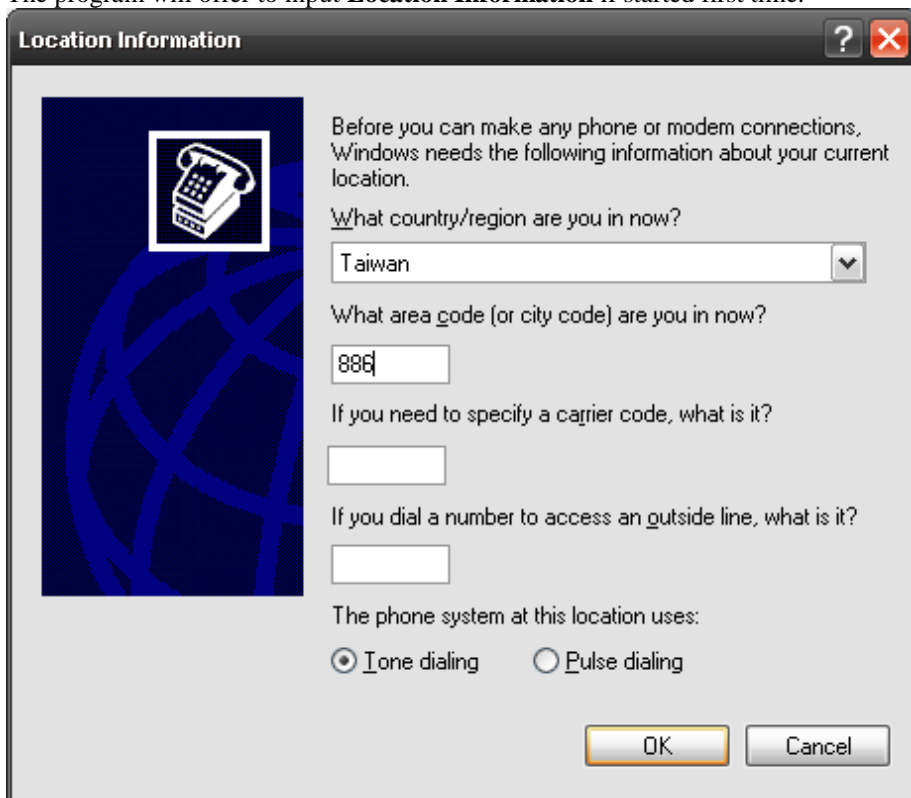 The program will offer to input Location Information if started first time.
Location Information
Before you can make any phone or modem connections,
Windows needs the following information about your current
location.
What country/region are you in now?
Taiwan
What area code (or city code) are you in now?
886
If you need to specify a carrier code, what is it?
If you dial a number to access an outside line, what is it?
The phone system at this location uses:
Tone dialing Pulse dialing
OK Cancel